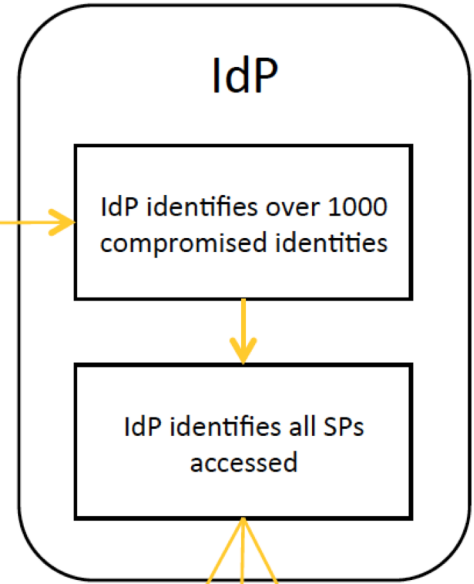 IdP
IdP identifies over 1000
compromised identities
IdP identifies all SPs
accessed